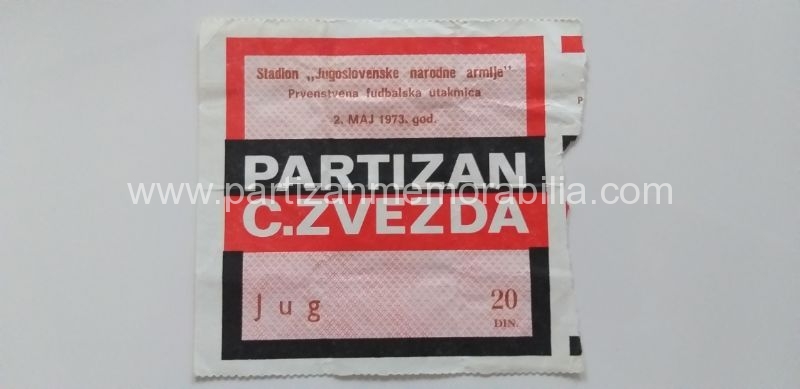 Stadion „Jugoslovenske narodne armije"
Prvenstvena fudbalska utakmica
2. MAJ 1973. god.
PARTIZAN
www.partizanmemorabilia.com
C.ZVEZDA
Jug
20
DIN.
P